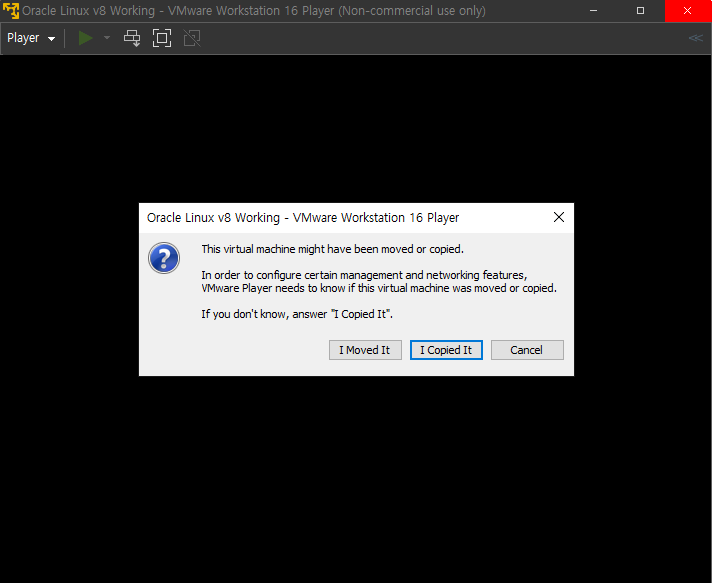 Oracle Linux v8 Working - VMware Workstation 16 Player (Non-commercial use only)
Player
Oracle Linux v8 Working - VMware Workstation 16 Player
This virtual machine might have been moved or copied.
In order to configure certain management and networking features,
VMware Player needs to know if this virtual machine was moved or copied.
If you don't know, answer "I Copied It".
I Moved It
I Copied It
Cancel